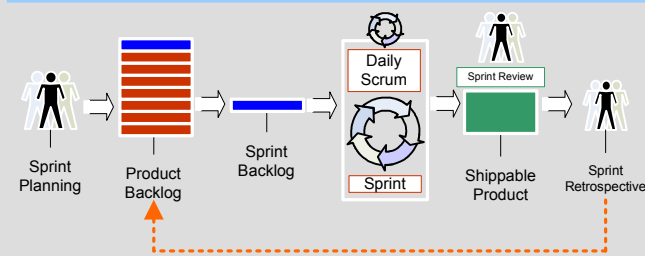 Sprint
Planning
Product
Backlog
Sprint
Backlog
Daily
Scrum
Sprint
Sprint Review
Shippable
Product
Sprint
Retrospective